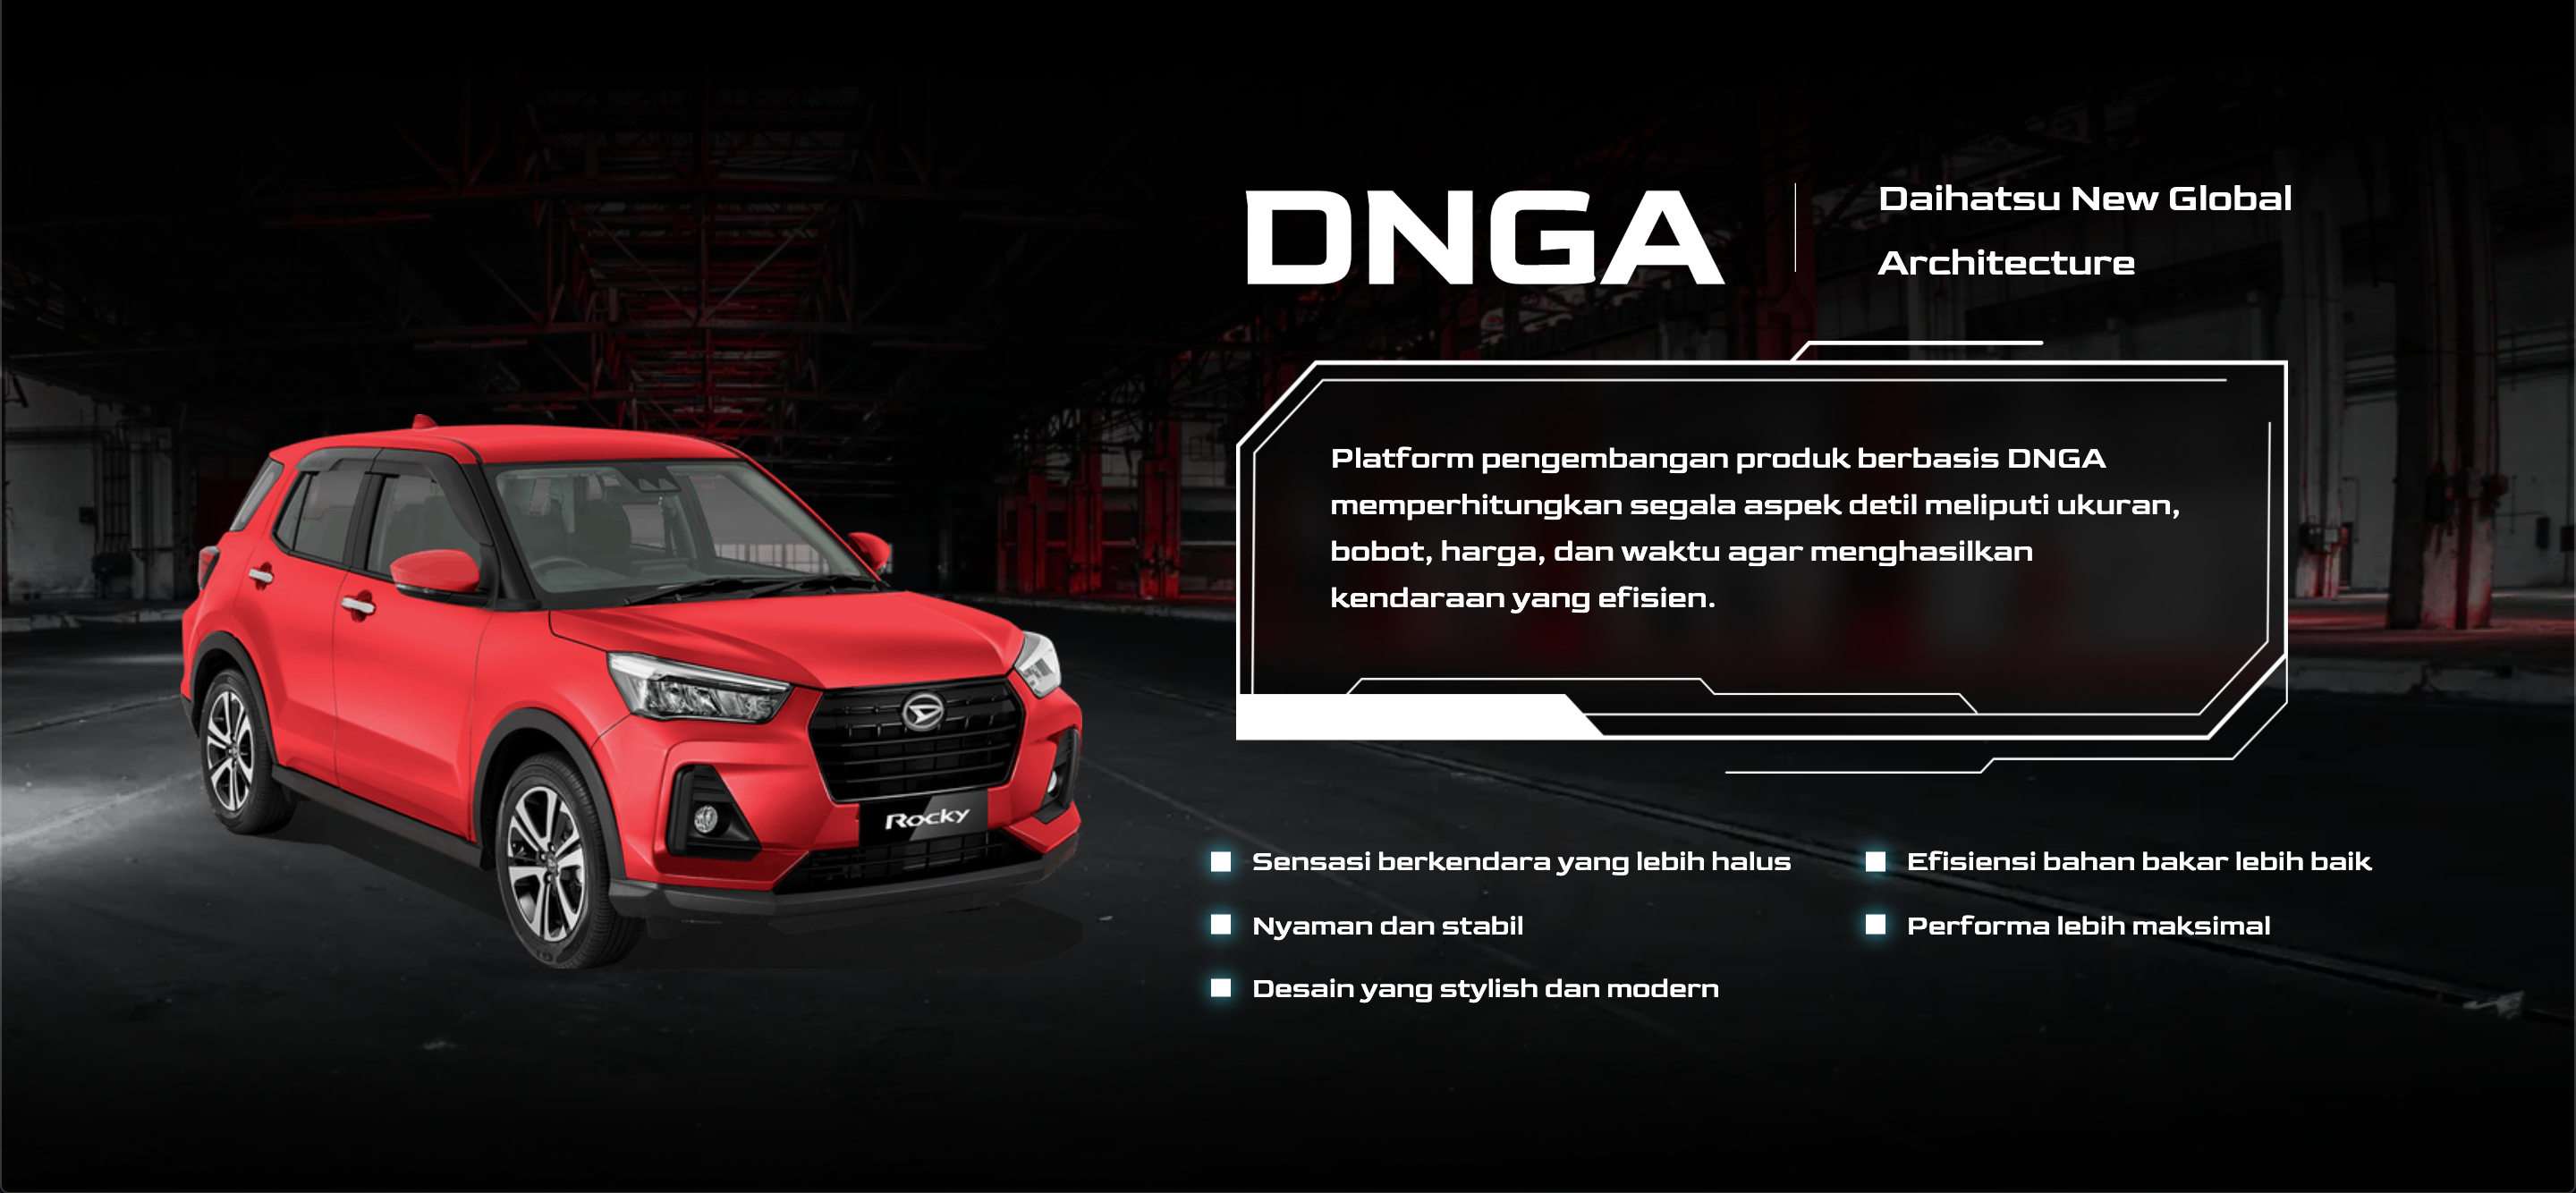 DNGA
Daihatsu New Global
Architecture
Platform pengembangan produk berbasis DNGA
memperhitungkan segala aspek detil meliputi ukuran,
bobot, harga, dan waktu agar menghasilkan
kendaraan yang efisien.
Rocky
Sensasi berkendara yang lebih halus
Nyaman dan stabil
Desain yang stylish dan modern
Efisiensi bahan bakar lebih baik
Performa lebih maksimal